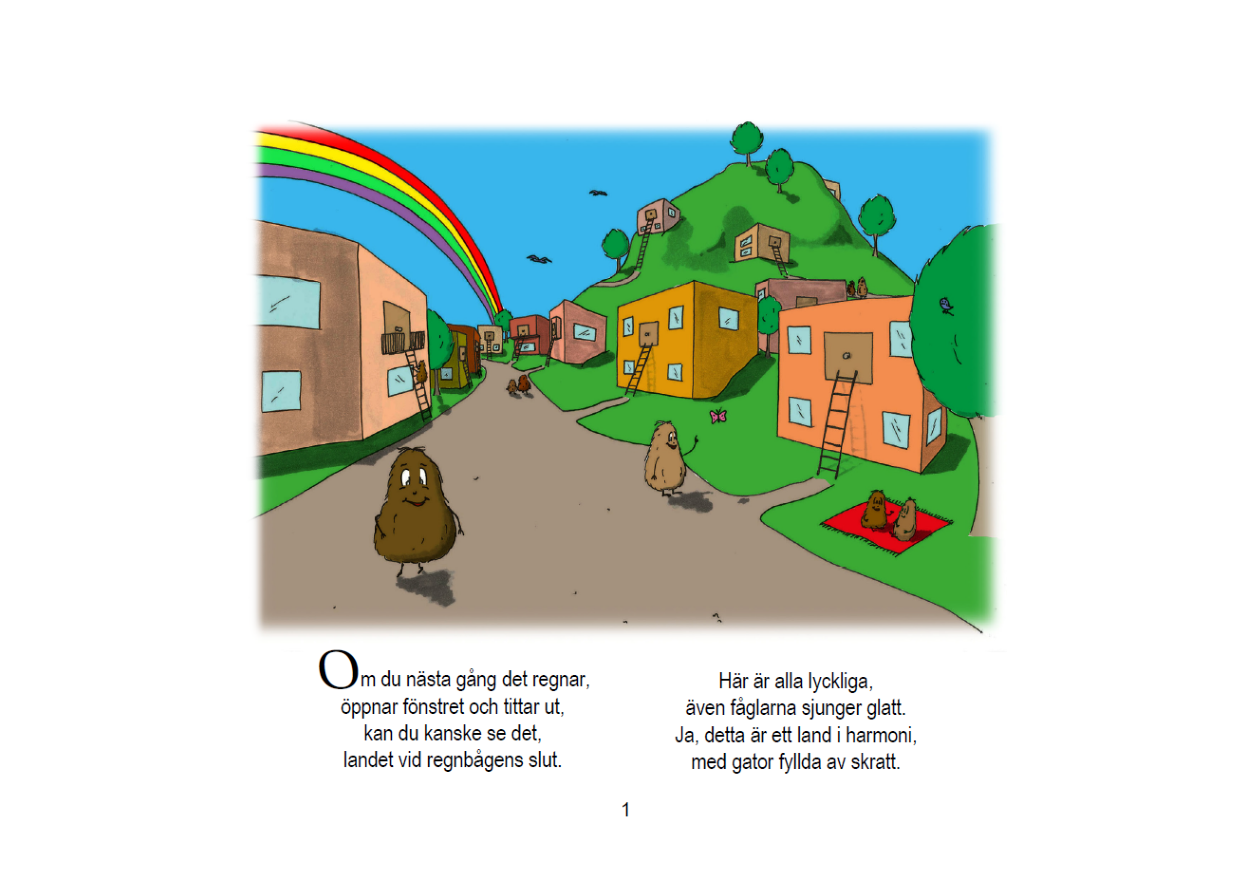 Om du nästa gång det regnar,
öppnar fönstret och tittar ut,
kan du kanske se det,
landet vid regnbågens slut.
Här är alla lyckliga,
även fåglarna sjunger glatt.
Ja, detta är ett land i harmoni,
med gator fyllda av skratt.
1